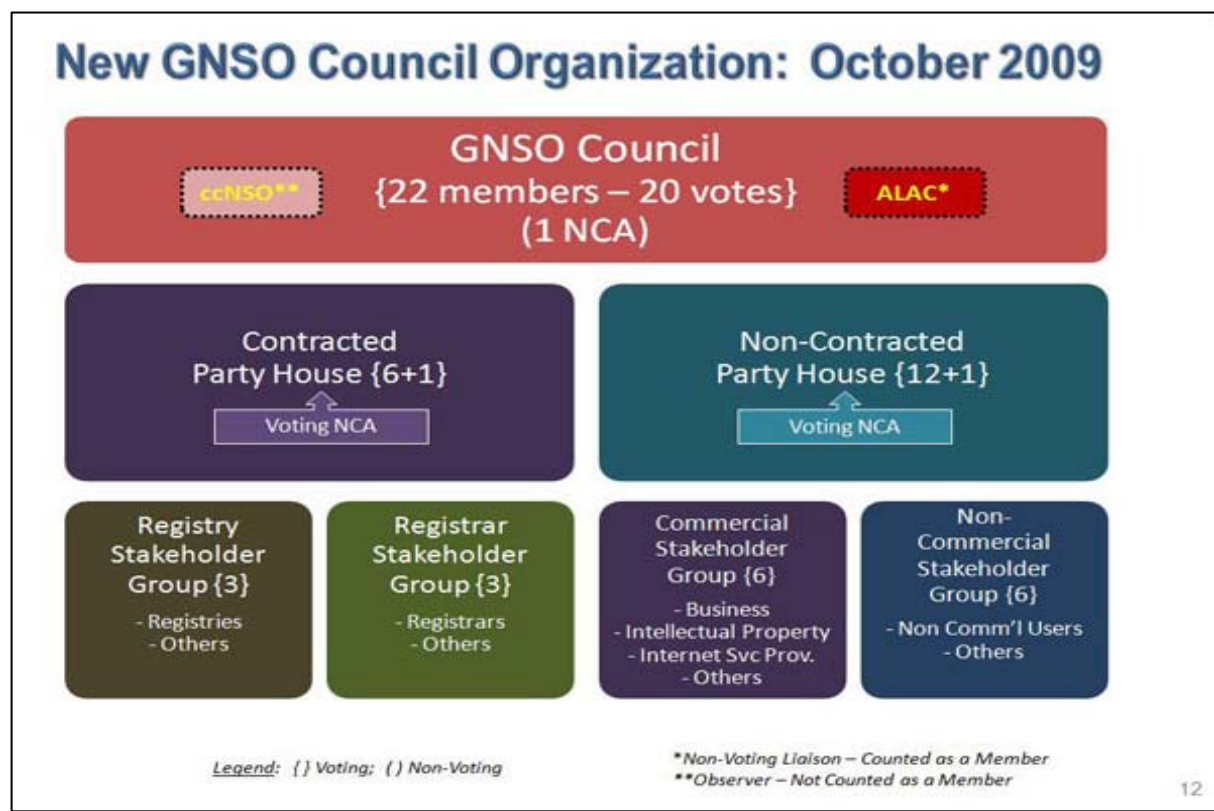 New GNSO Council Organization: October 2009
GNSO Council
ccNSO**
{22 members – 20 votes}
ALAC*
(1 NCA)
Contracted
Party House {6+1}
Voting NCA
Non-Contracted
Party House {12+1}
Voting NCA
Registry
Stakeholder
Group {3}
- Registries
- Others
Registrar
Stakeholder
Group {3}
- Registrars
- Others
Commercial
Stakeholder
Group {6}
- Business
- Intellectual Property
- Internet Svc Prov.
- Others
Non-
Commercial
Stakeholder
Group {6}
- Non Comm'l Users
- Others
Legend: { } Voting; ( ) Non-Voting
*Non-Voting Liaison – Counted as a Member
**Observer – Not Counted as a Member
12